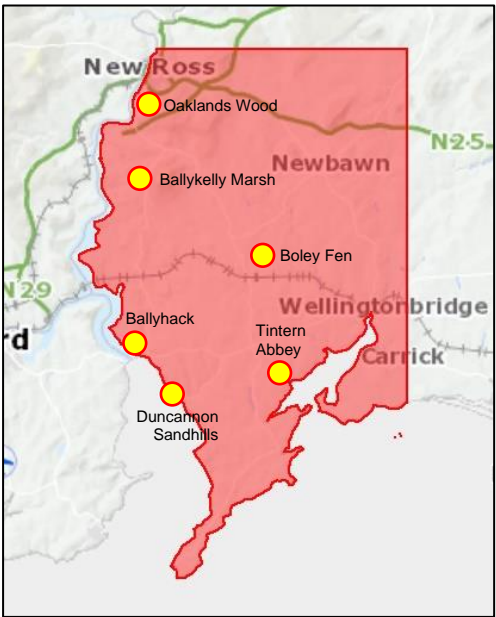 New Ross
Oaklands Wood
N25
Newbawn
Ballykelly Marsh
Boley Fen
N29
Wellingtonbridge
Ballyhack
Tintern
Abbey
rd
Carrick
Duncannon
Sandhills